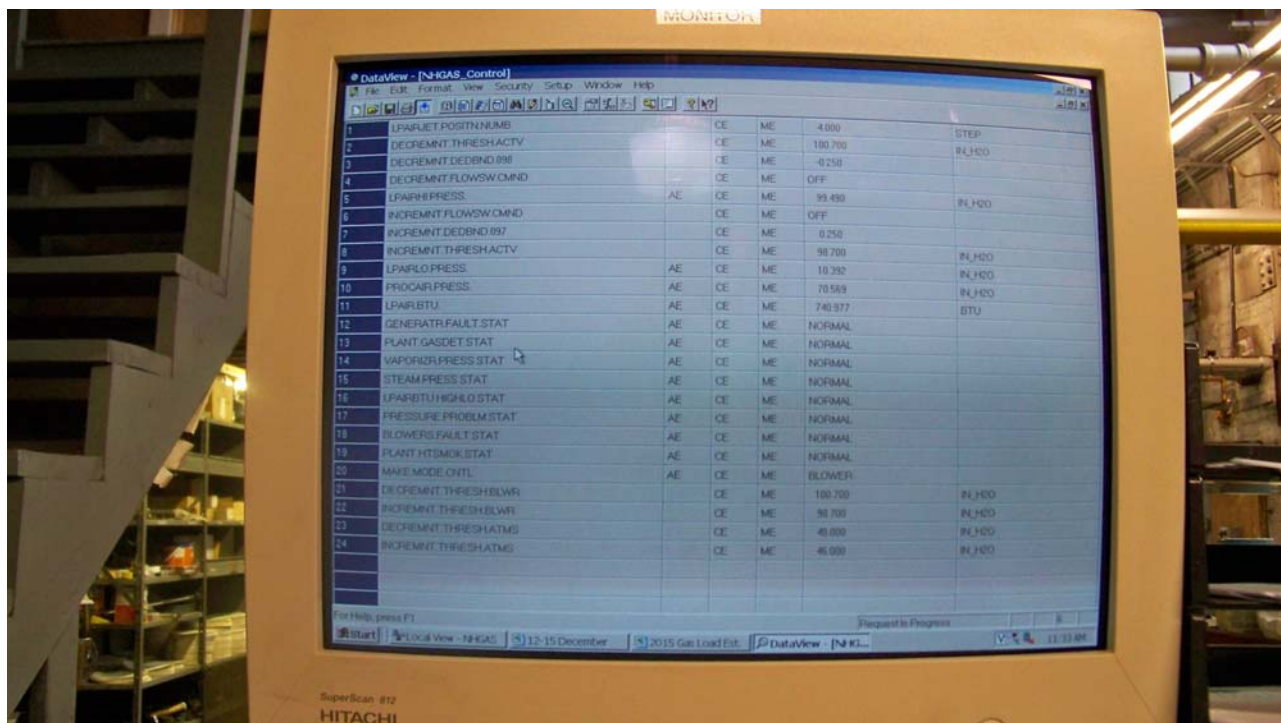 MONITOR
DataView - [NHGAS_Control]
File Edit Format View Security Setup Window Help
1 LPAIRJET.POSITN.NUMB CE ME 4.000 STEP
2 DECREMNT.THRESH.ACTV CE ME 100.700 IN_H2O
3 DECREMNT.DEDBND.098 CE ME -0.250
4 DECREMNT.FLOWSW.CMND CE ME OFF
5 LPAIRHI.PRESS. AE CE ME 99.490 IN_H2O
6 INCREMNT.FLOWSW.CMND CE ME OFF
7 INCREMNT.DEDBND.097 CE ME 0.250
8 INCREMNT.THRESH.ACTV CE ME 98.700 IN_H2O
9 LPAIRLO.PRESS. AE CE ME 10.392 IN_H2O
10 PROCAIR.PRESS. AE CE ME 70.569 IN_H2O
11 LPAIR.BTU. AE CE ME 740.977 BTU
12 GENERATR.FAULT.STAT AE CE ME NORMAL
13 PLANT.GASDET.STAT AE CE ME NORMAL
14 VAPORIZR.PRESS.STAT AE CE ME NORMAL
15 STEAM.PRESS.STAT AE CE ME NORMAL
16 LPAIRBTU.HIGHLO.STAT AE CE ME NORMAL
17 PRESSURE.PROBLM.STAT AE CE ME NORMAL
18 BLOWERS.FAULT.STAT AE CE ME NORMAL
19 PLANT.HTSMOK.STAT AE CE ME NORMAL
20 MAKE.MODE.CNTL AE CE ME BLOWER
21 DECREMNT.THRESH.BLWR CE ME 100.700 IN_H2O
22 INCREMNT.THRESH.BLWR CE ME 98.700 IN_H2O
23 DECREMNT.THRESH.ATMS CE ME 49.000 IN_H2O
24 INCREMNT.THRESH.ATMS CE ME 46.000 IN_H2O
For Help, press F1 Request In Progress
Start Local View - NHGAS 12-15 December 2015 Gas Load Est. DataView - [NHG... 11:33 AM
SuperScan 812
HITACHI